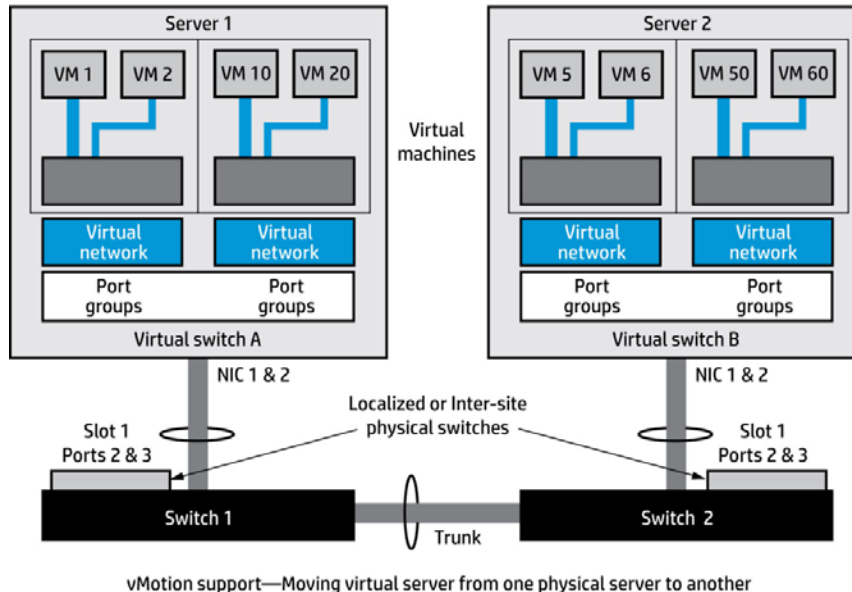 Server 1
VM 1
VM 2
VM 10
VM 20
Virtual
network
Virtual
network
Port
groups
Port
groups
Virtual switch A
Virtual
machines
Server 2
VM 5
VM 6
VM 50
VM 60
Virtual
network
Virtual
network
Port
groups
Port
groups
Virtual switch B
NIC 1 & 2
NIC 1 & 2
Localized or Inter-site
physical switches
Slot 1
Ports 2 & 3
Slot 1
Ports 2 & 3
Switch 1
Trunk
Switch 2
vMotion support—Moving virtual server from one physical server to another